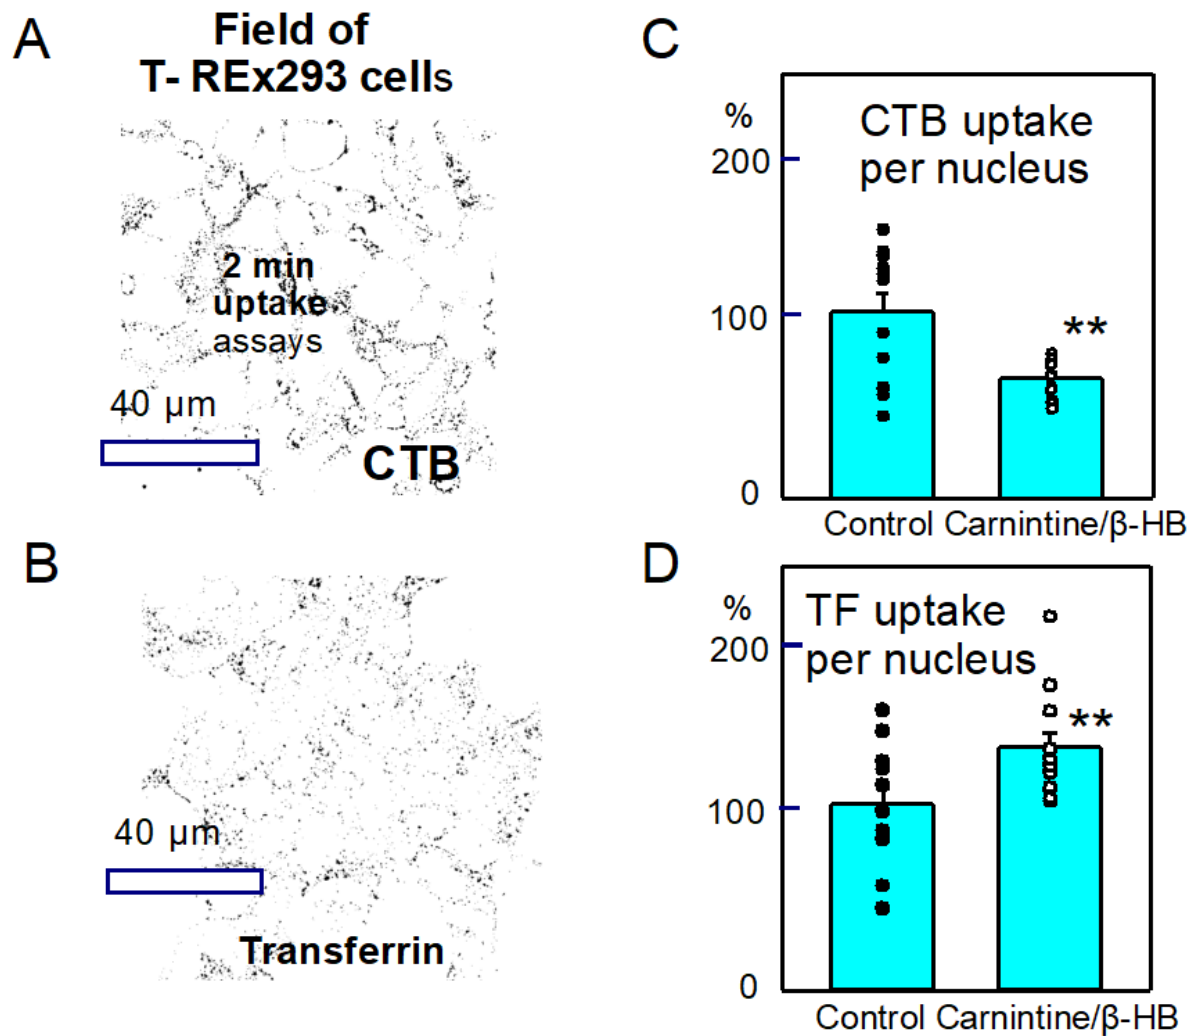 A
Field of
T- REx293 cells
2 min
uptake
assays
40 µm
CTB
B
40 µm
Transferrin
C
%
200
100
0
CTB uptake
per nucleus
**
Control Carnintine/β-HB
D
%
200
100
0
TF uptake
per nucleus
**
Control Carnintine/β-HB